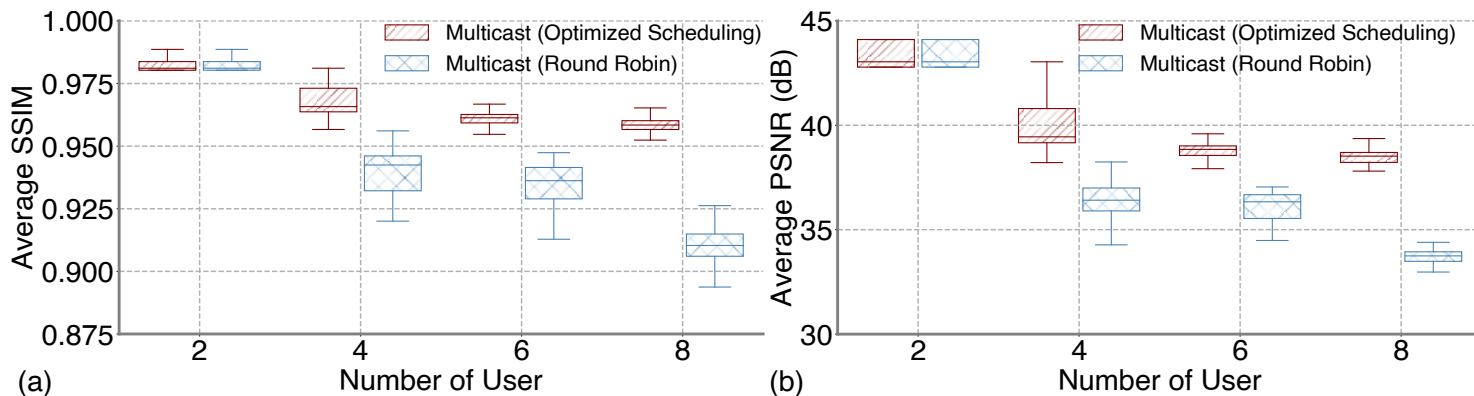 1.000
0.975
0.950
0.925
0.900
0.875
Average SSIM
Multicast (Optimized Scheduling)
Multicast (Round Robin)
2 4 6 8
Number of User
(a)
45
40
35
30
Average PSNR (dB)
Multicast (Optimized Scheduling)
Multicast (Round Robin)
2 4 6 8
Number of User
(b)